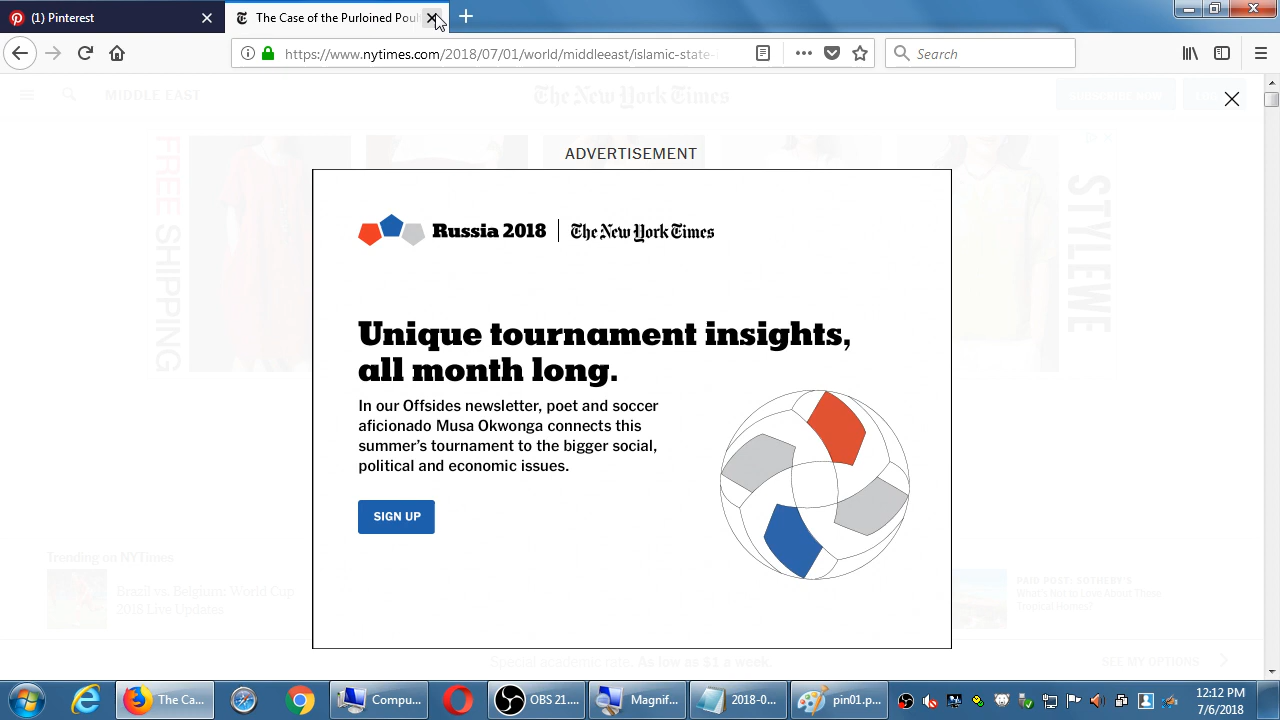 (1) Pinterest
The Case of the Purloined Poul
https://www.nytimes.com/2018/07/01/world/middleeast/islamic-state-
Search
MIDDLE EAST
The New York Times
ADVERTISEMENT
FREE SHIPPING
STYLEWE
Russia 2018 | The New York Times
Unique tournament insights,
all month long.
In our Offsides newsletter, poet and soccer
aficionado Musa Okwonga connects this
summer's tournament to the bigger social,
political and economic issues.
SIGN UP
Trending on NYTimes
Brazil vs. Belgium: World Cup
2018 Live Updates
PAID POST: SOTHEBY'S
What's Not to Love About These
Tropical Homes?
Special academic rate. As low as $1 a week.
SEE MY OPTIONS
The Ca...
Compu...
OBS 21....
Magnif...
2018-0...
pin01.p...
12:12 PM
7/6/2018